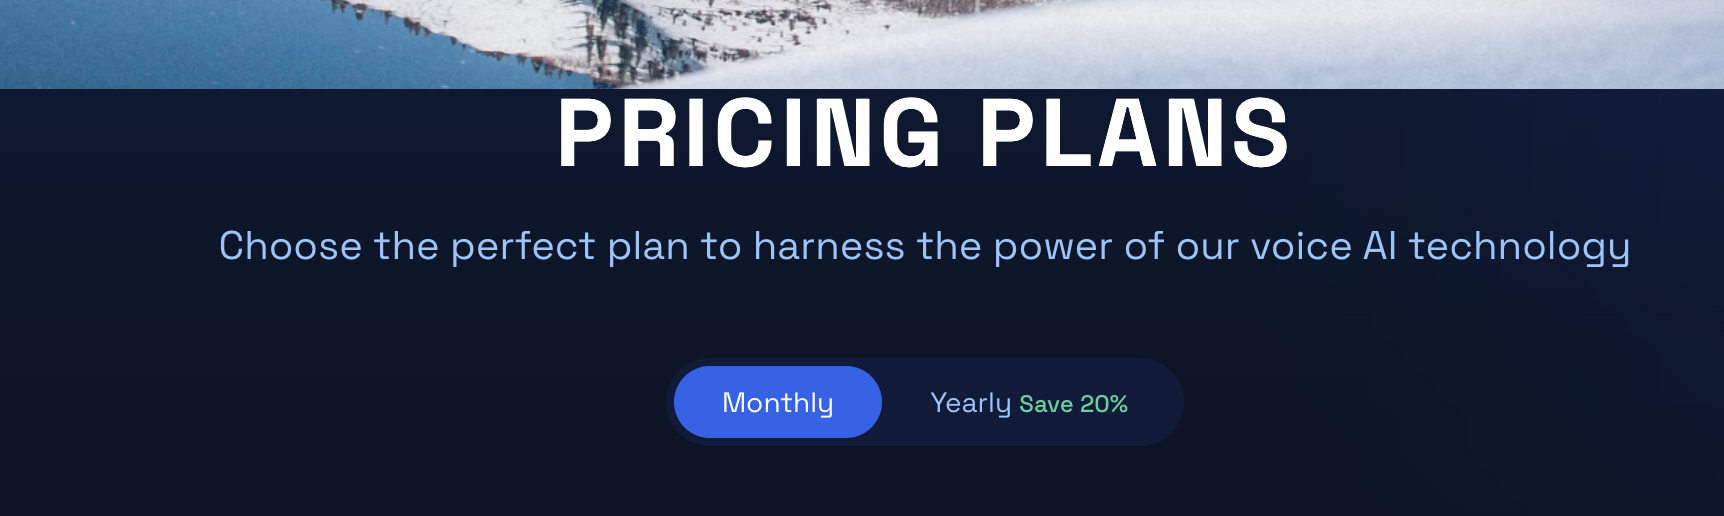 PRICING PLANS
Choose the perfect plan to harness the power of our voice AI technology
Monthly Yearly Save 20%